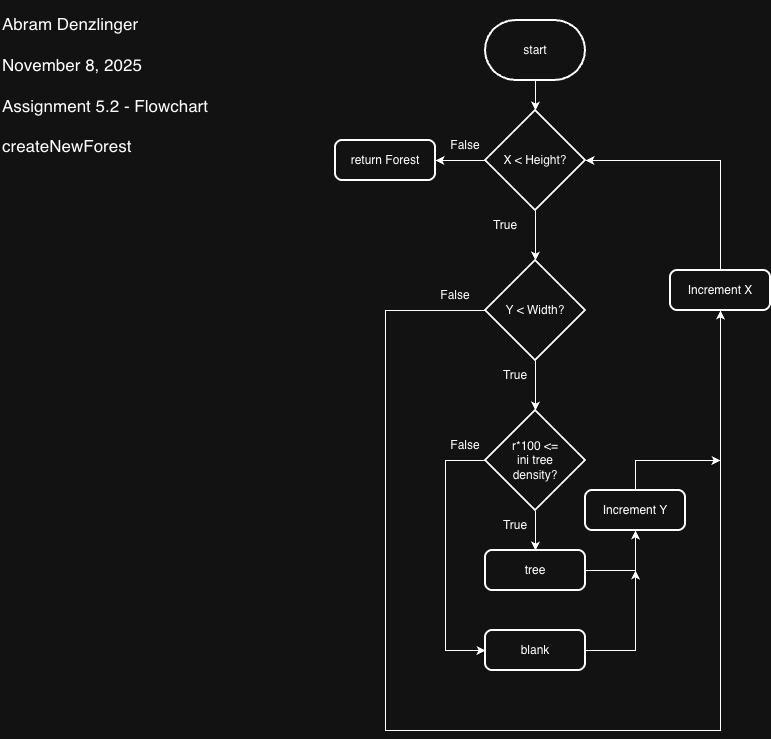 Abram Denzlinger
November 8, 2025
Assignment 5.2 - Flowchart
createNewForest
start
False
return Forest
X < Height?
True
Increment X
False
Y < Width?
True
False
r*100 <=
ini tree
density?
True
Increment Y
tree
blank